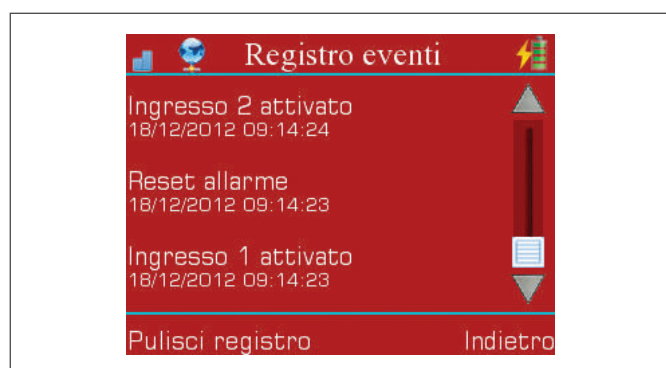 Registro eventi
Ingresso 2 attivato
18/12/2012 09:14:24
Reset allarme
18/12/2012 09:14:23
Ingresso 1 attivato
18/12/2012 09:14:23
Pulisci registro Indietro